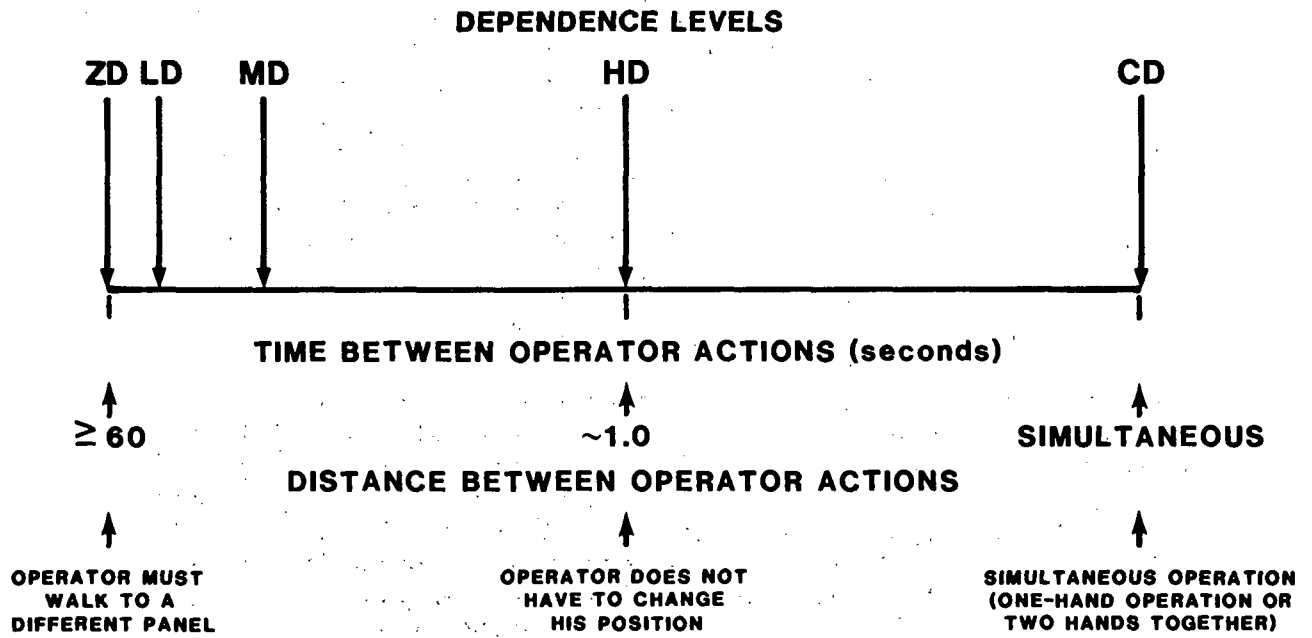 DEPENDENCE LEVELS
ZD LD MD HD CD
TIME BETWEEN OPERATOR ACTIONS (seconds)
≥ 60 ~1.0 SIMULTANEOUS
DISTANCE BETWEEN OPERATOR ACTIONS
OPERATOR MUST OPERATOR DOES NOT SIMULTANEOUS OPERATION
WALK TO A HAVE TO CHANGE (ONE-HAND OPERATION OR
DIFFERENT PANEL HIS POSITION TWO HANDS TOGETHER)